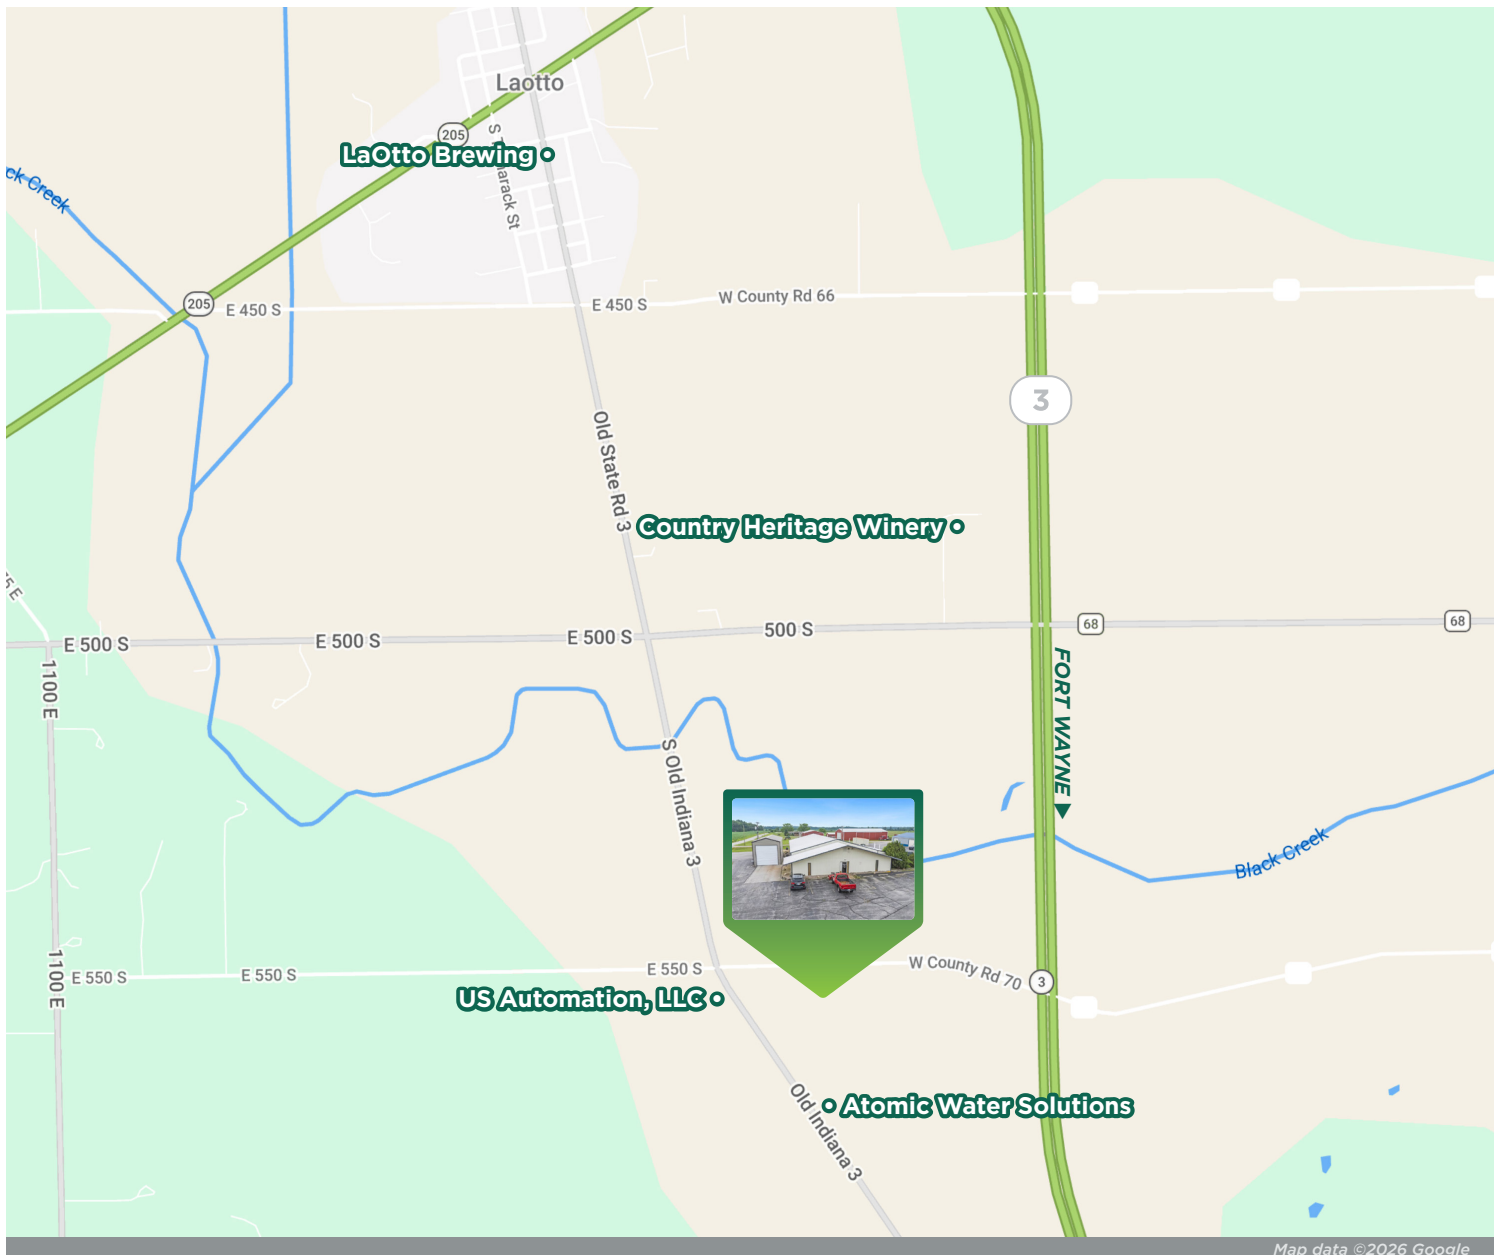 Laotto
205
LaOtto Brewing
ck Creek
205
E 450 S
E 450 S
W County Rd 66
3
Old State Rd 3
Country Heritage Winery
E 500 S
E 500 S
E 500 S
500 S
68
68
5 E
1100 E
FORT WAYNE
S Old Indiana 3
Black Creek
1100 E
E 550 S
E 550 S
E 550 S
W County Rd 70
3
US Automation, LLC
Old Indiana 3
Atomic Water Solutions
Map data ©2026 Google